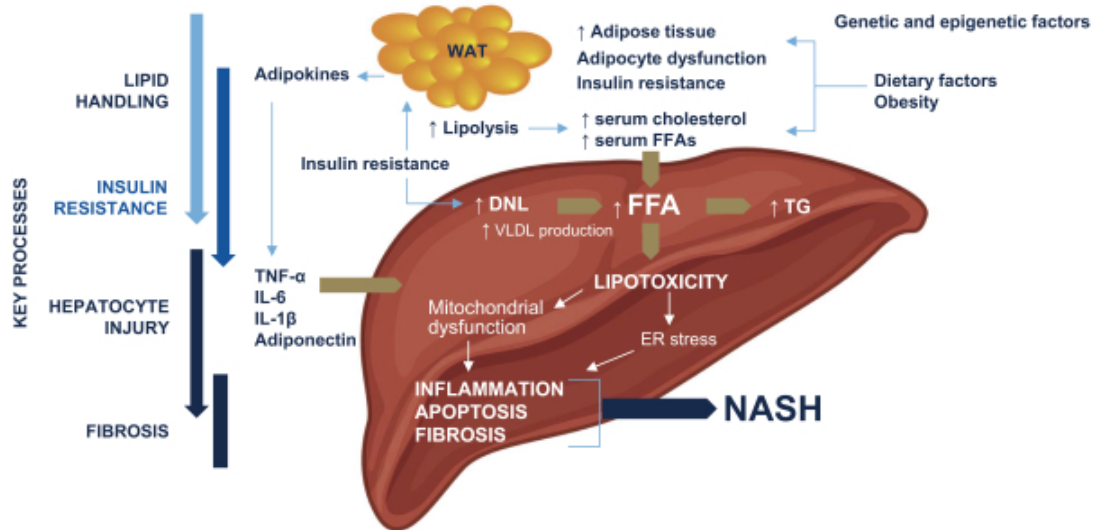 KEY PROCESSES
LIPID
HANDLING
INSULIN
RESISTANCE
HEPATOCYTE
INJURY
FIBROSIS
WAT
Adipokines
↑ Lipolysis
Insulin resistance
↑ Adipose tissue
Adipocyte dysfunction
Insulin resistance
↑ serum cholesterol
↑ serum FFAs
Genetic and epigenetic factors
Dietary factors
Obesity
TNF-α
IL-6
IL-1β
Adiponectin
↑ DNL
↑ VLDL production
↑ FFA
↑ TG
LIPOTOXICITY
Mitochondrial
dysfunction
ER stress
INFLAMMATION
APOPTOSIS
FIBROSIS
NASH